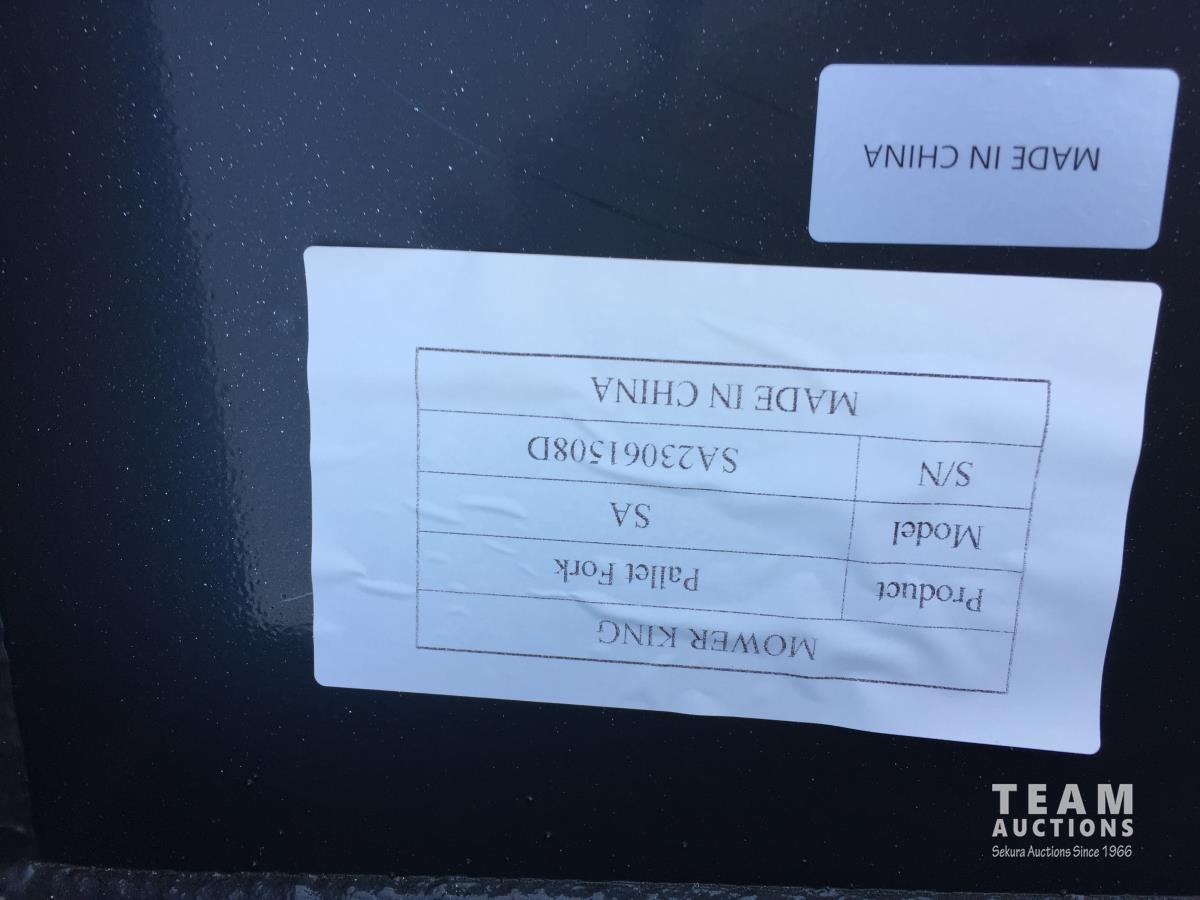 MADE IN CHINA
MOWER KING
Product Pallet Fork
Model SA
S/N SA23061508D
MADE IN CHINA
TEAM
AUCTIONS
Sekura Auctions Since 1966